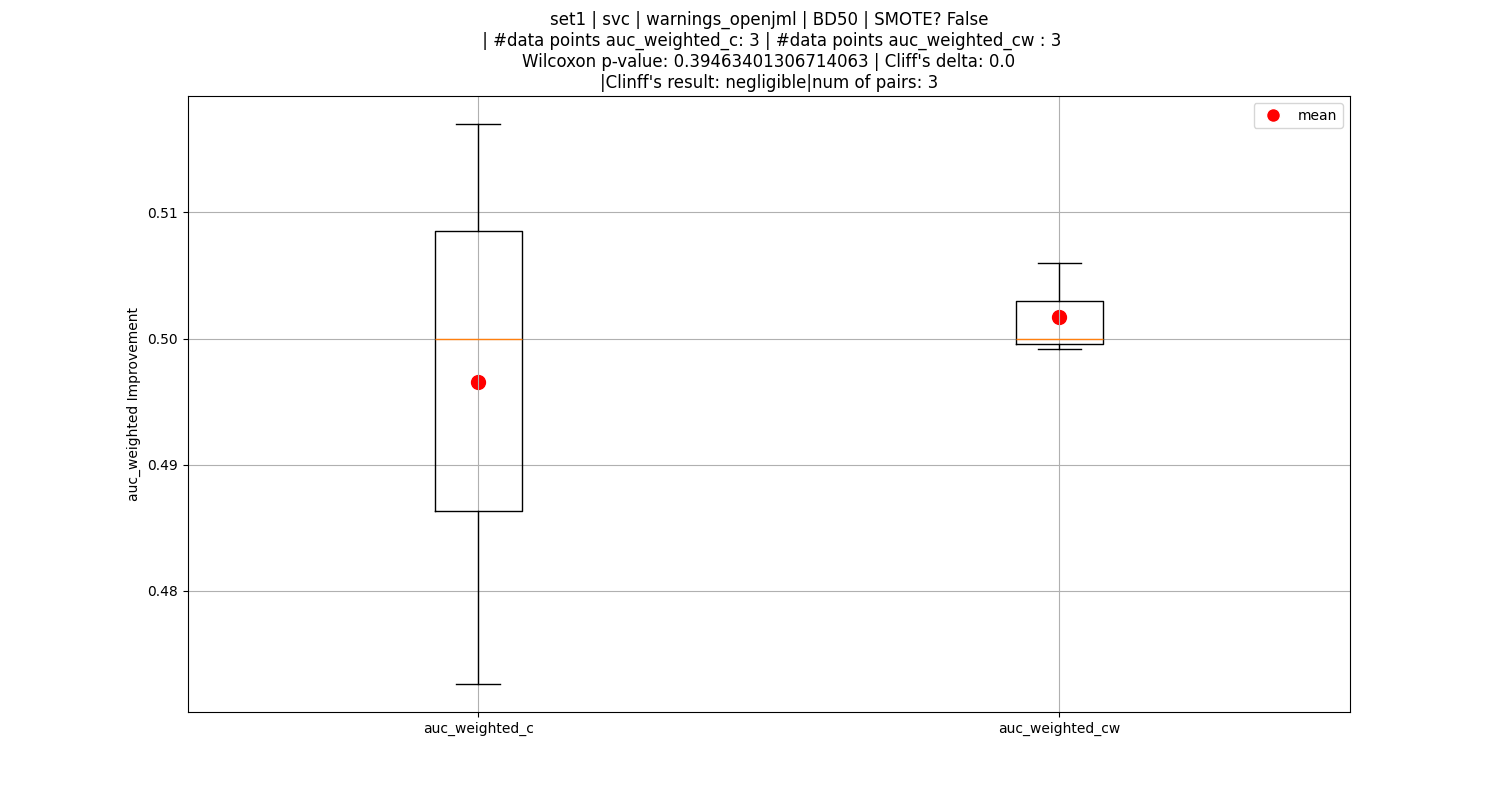 set1 | svc | warnings_openjml | BD50 | SMOTE? False
| #data points auc_weighted_c: 3 | #data points auc_weighted_cw : 3
Wilcoxon p-value: 0.39463401306714063 | Cliff's delta: 0.0
|Clinff's result: negligible|num of pairs: 3
mean
auc_weighted Improvement
0.51
0.50
0.49
0.48
auc_weighted_c
auc_weighted_cw